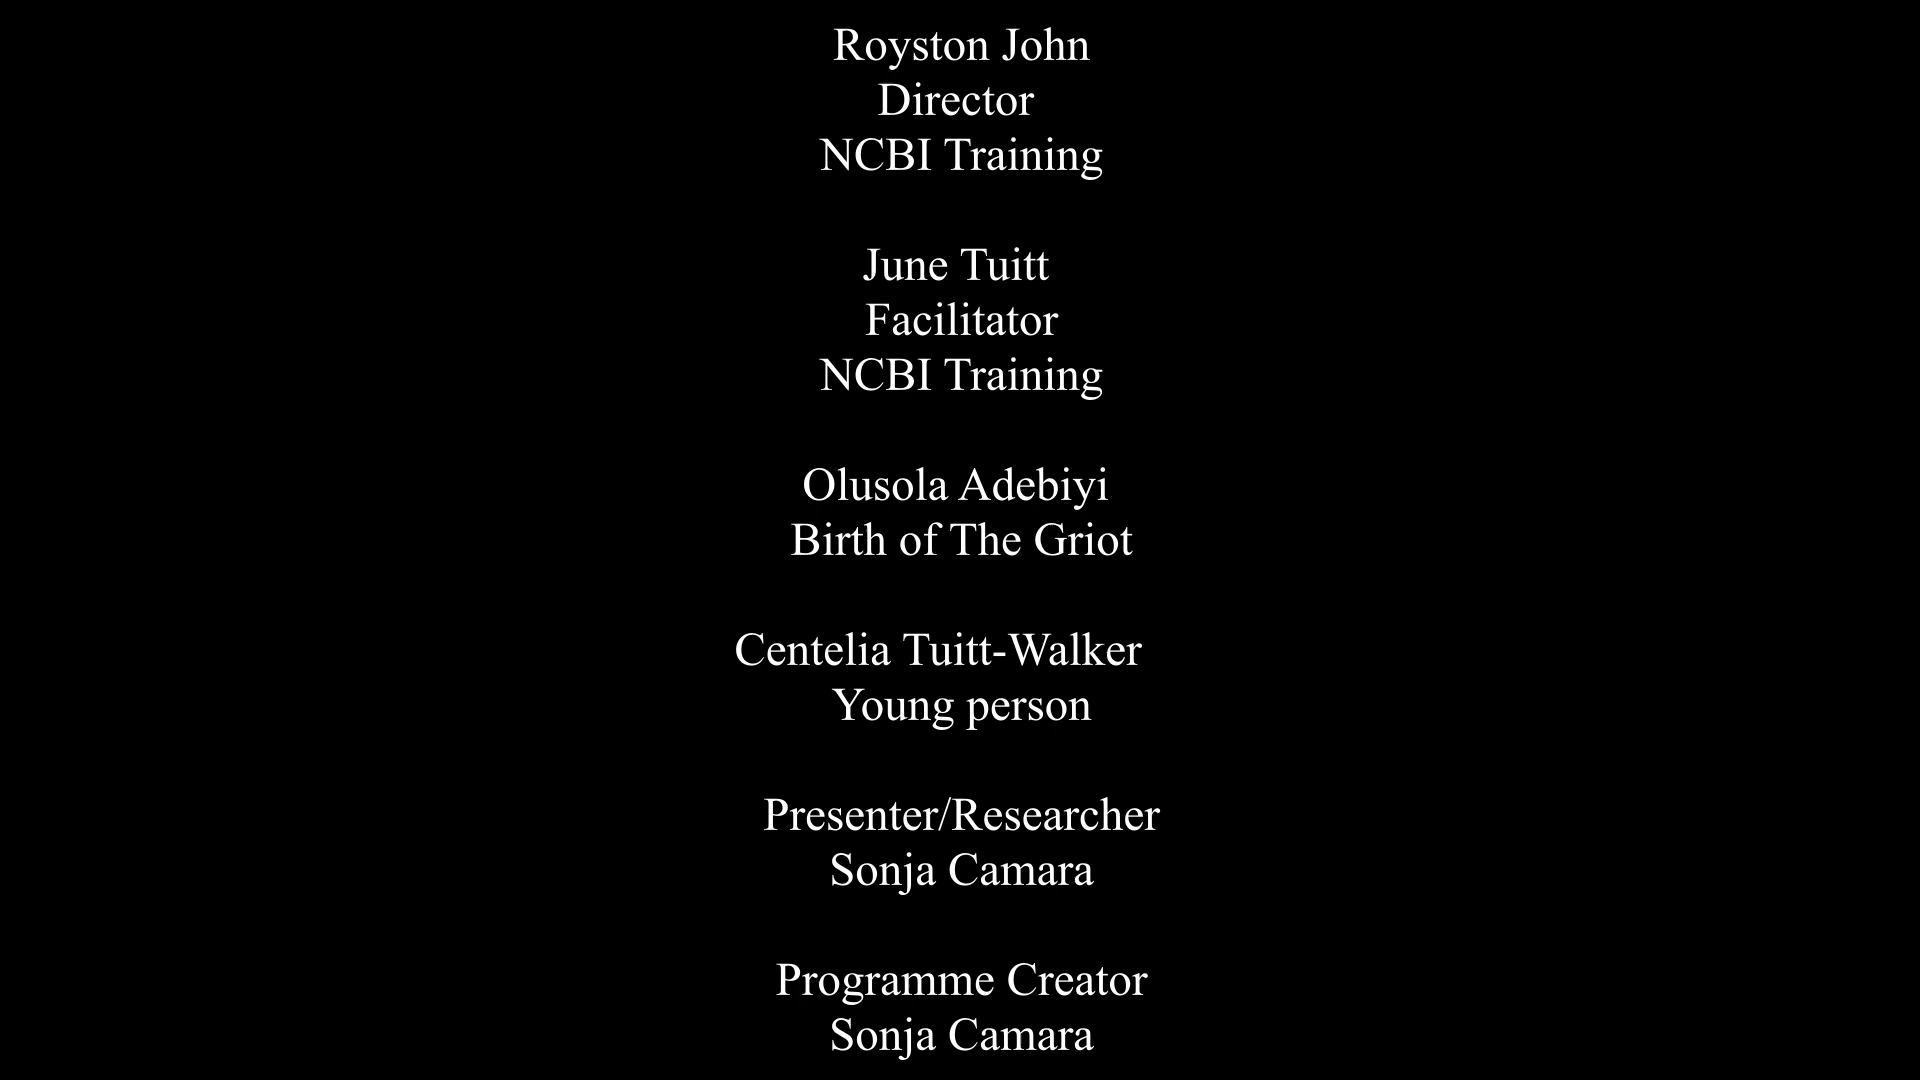 Royston John
Director
NCBI Training
June Tuitt
Facilitator
NCBI Training
Olusola Adebiyi
Birth of The Griot
Centelia Tuitt-Walker
Young person
Presenter/Researcher
Sonja Camara
Programme Creator
Sonja Camara